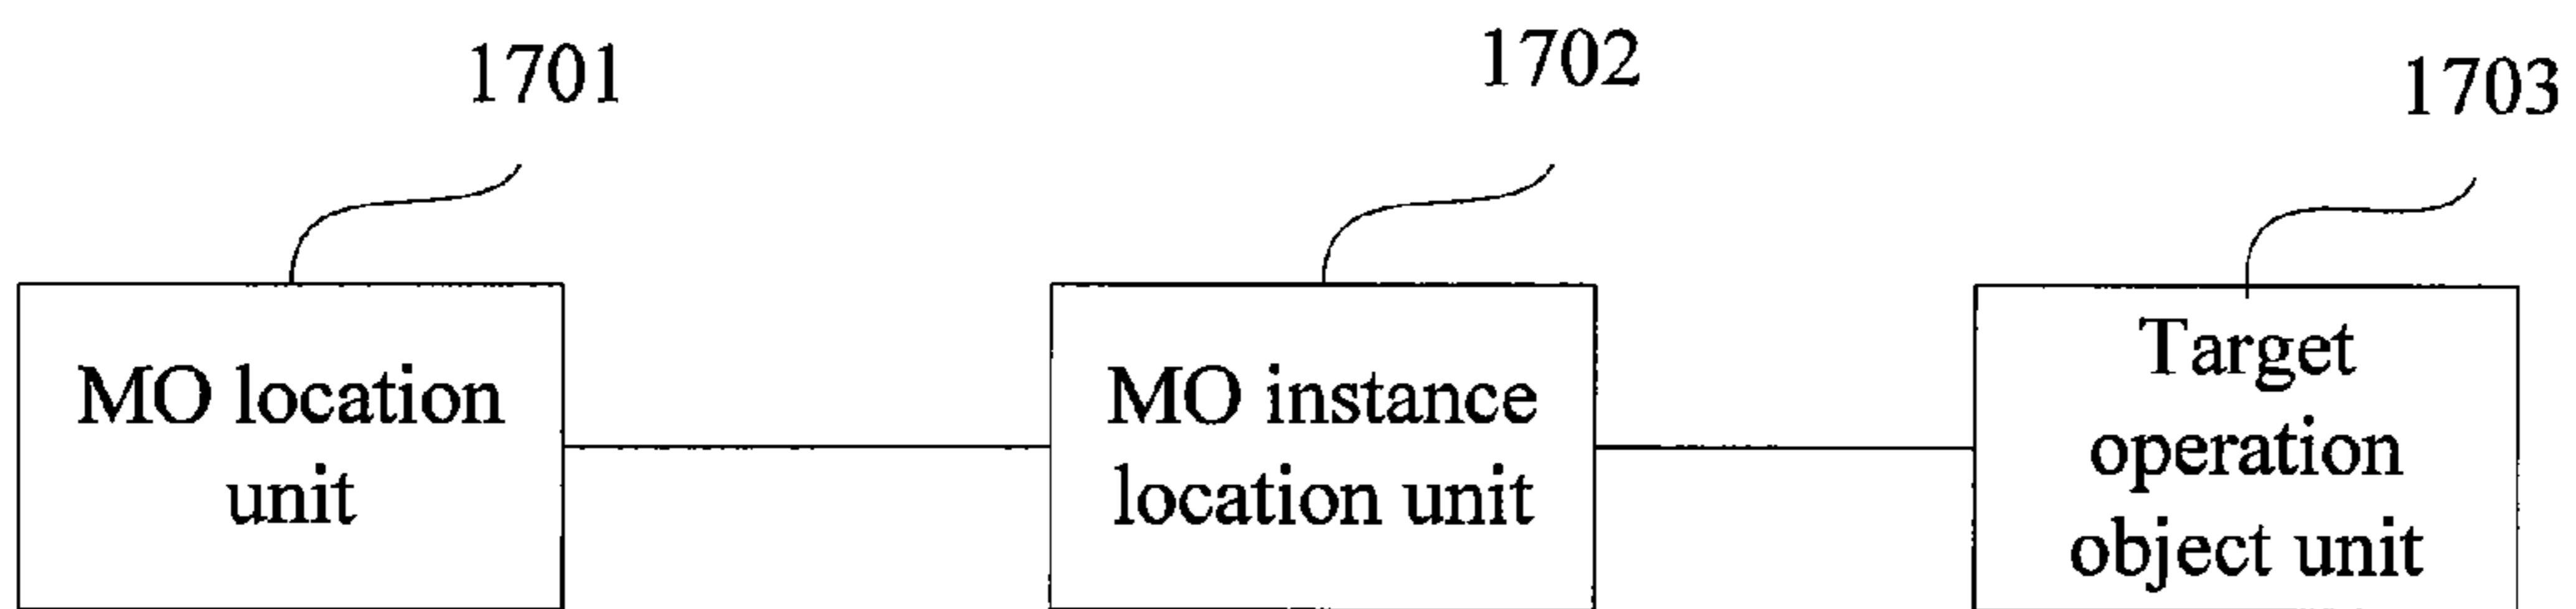 1701
1702
1703
MO location
unit
MO instance
location unit
Target
operation
object unit